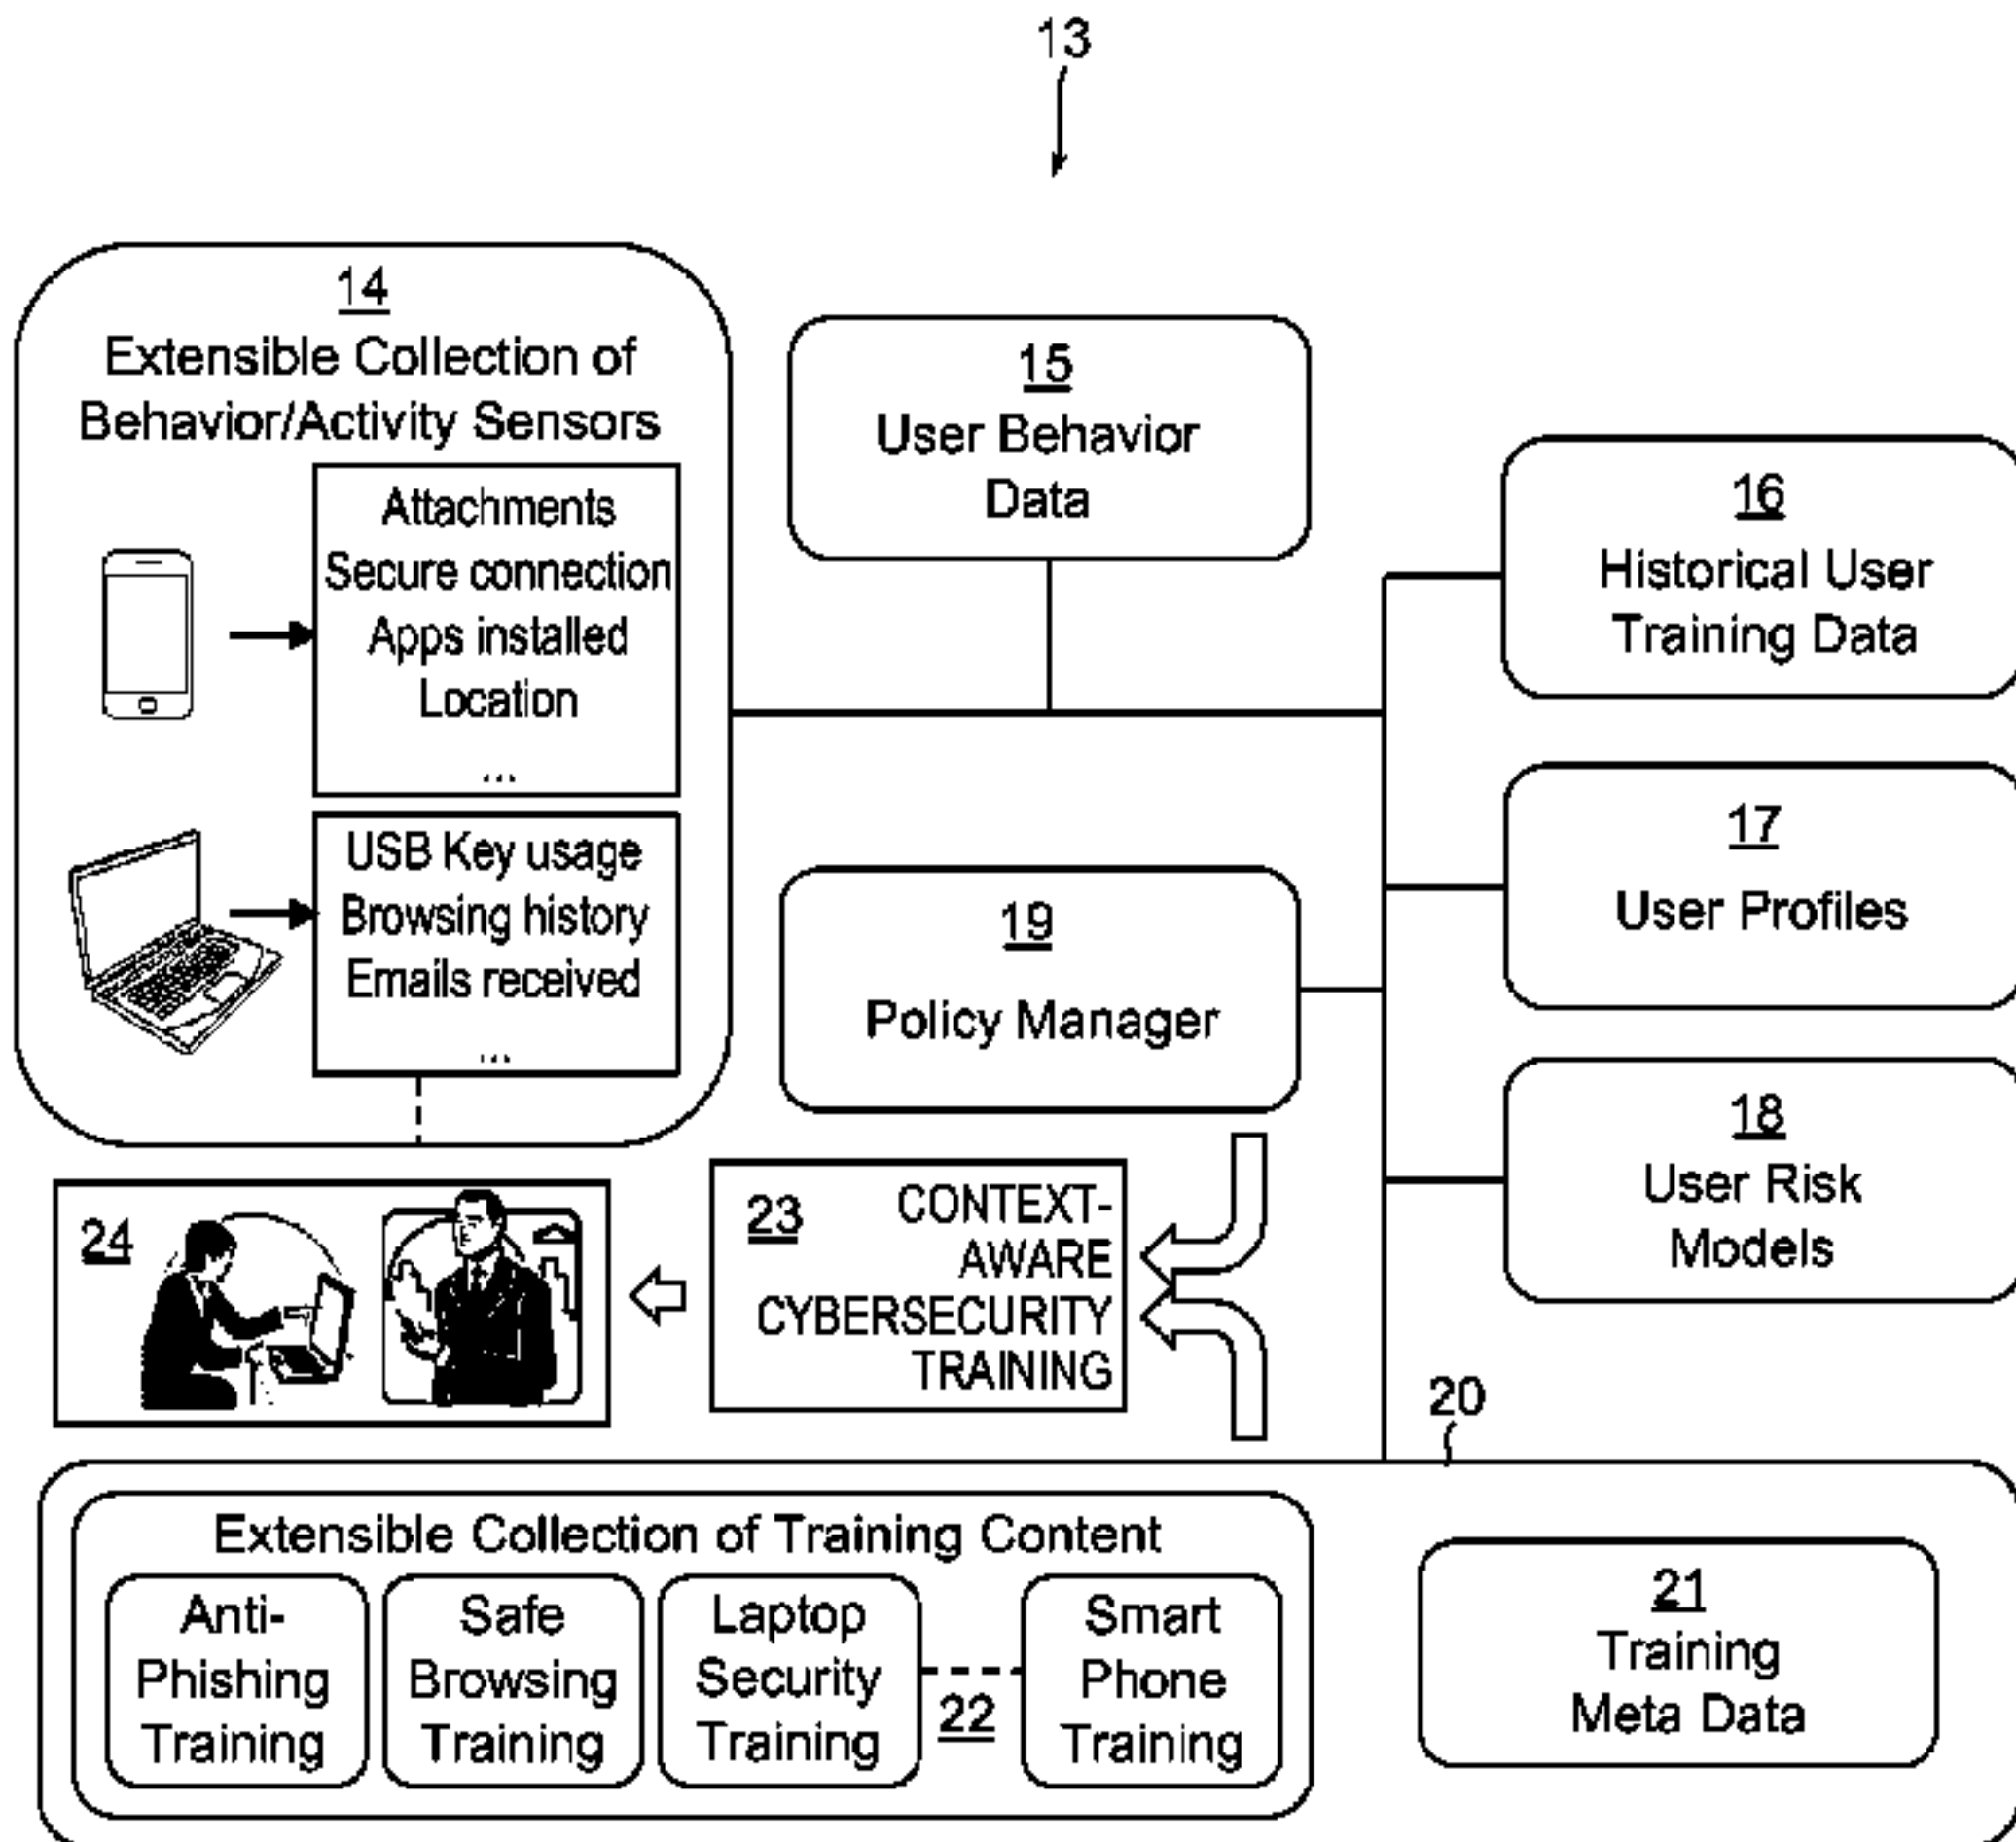 13
14
Extensible Collection of
Behavior/Activity Sensors
Attachments
Secure connection
Apps installed
Location
...
USB Key usage
Browsing history
Emails received
...
15
User Behavior
Data
16
Historical User
Training Data
17
User Profiles
18
User Risk
Models
19
Policy Manager
23
CONTEXT-
AWARE
CYBERSECURITY
TRAINING
24
20
Extensible Collection of Training Content
Anti-
Phishing
Training
Safe
Browsing
Training
Laptop
Security
Training
22
Smart
Phone
Training
21
Training
Meta Data